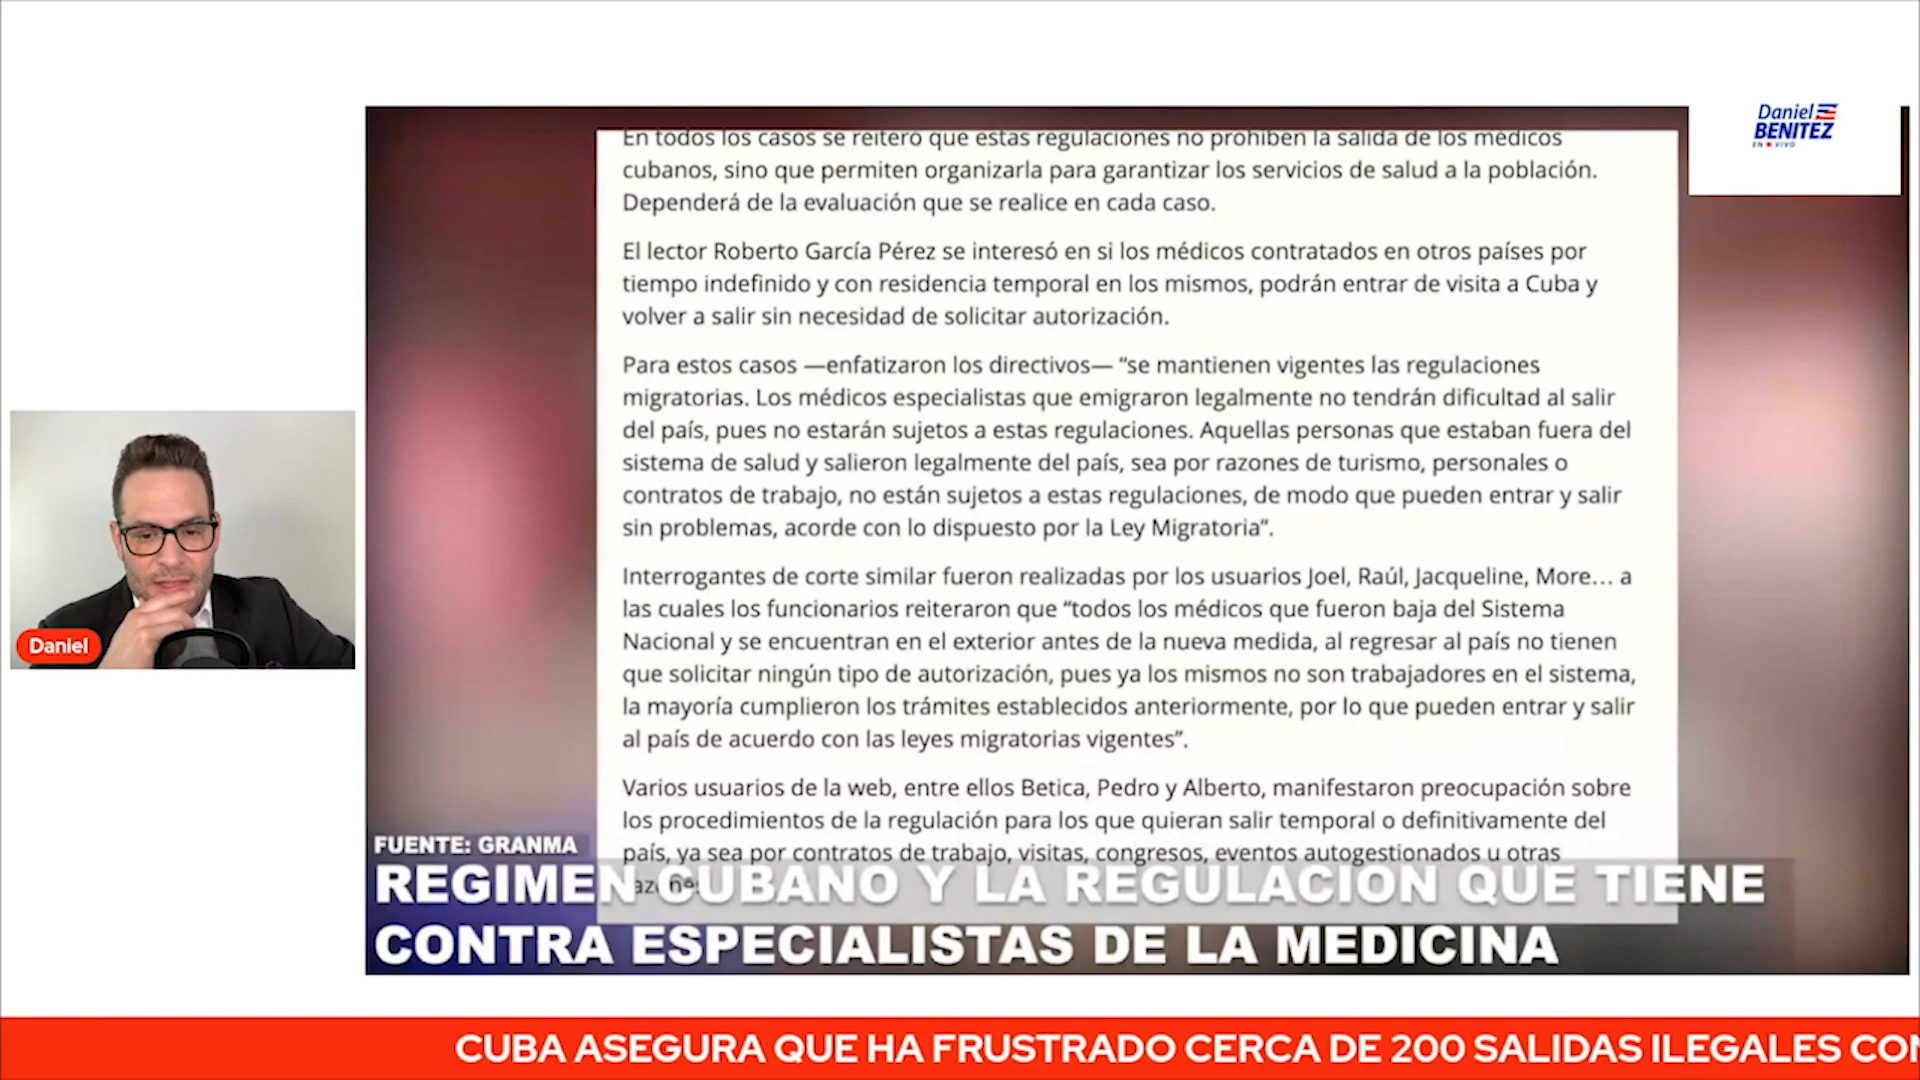 Daniel
BENITEZ
EN VIVO
En todos los casos se reiteró que estas regulaciones no prohíben la salida de los médicos
cubanos, sino que permiten organizarla para garantizar los servicios de salud a la población.
Dependerá de la evaluación que se realice en cada caso.
El lector Roberto García Pérez se interesó en si los médicos contratados en otros países por
tiempo indefinido y con residencia temporal en los mismos, podrán entrar de visita a Cuba y
volver a salir sin necesidad de solicitar autorización.
Para estos casos —enfatizaron los directivos— “se mantienen vigentes las regulaciones
migratorias. Los médicos especialistas que emigraron legalmente no tendrán dificultad al salir
del país, pues no estarán sujetos a estas regulaciones. Aquellas personas que estaban fuera del
sistema de salud y salieron legalmente del país, sea por razones de turismo, personales o
contratos de trabajo, no están sujetos a estas regulaciones, de modo que pueden entrar y salir
sin problemas, acorde con lo dispuesto por la Ley Migratoria”.
Interrogantes de corte similar fueron realizadas por los usuarios Joel, Raúl, Jacqueline, More… a
las cuales los funcionarios reiteraron que “todos los médicos que fueron baja del Sistema
Nacional y se encuentran en el exterior antes de la nueva medida, al regresar al país no tienen
que solicitar ningún tipo de autorización, pues ya los mismos no son trabajadores en el sistema,
la mayoría cumplieron los trámites establecidos anteriormente, por lo que pueden entrar y salir
al país de acuerdo con las leyes migratorias vigentes”.
Varios usuarios de la web, entre ellos Betica, Pedro y Alberto, manifestaron preocupación sobre
los procedimientos de la regulación para los que quieran salir temporal o definitivamente del
país, ya sea por contratos de trabajo, visitas, congresos, eventos autogestionados u otras
Daniel
FUENTE: GRANMA
REGIMEN CUBANO Y LA REGULACION QUE TIENE
CONTRA ESPECIALISTAS DE LA MEDICINA
CUBA ASEGURA QUE HA FRUSTRADO CERCA DE 200 SALIDAS ILEGALES CON